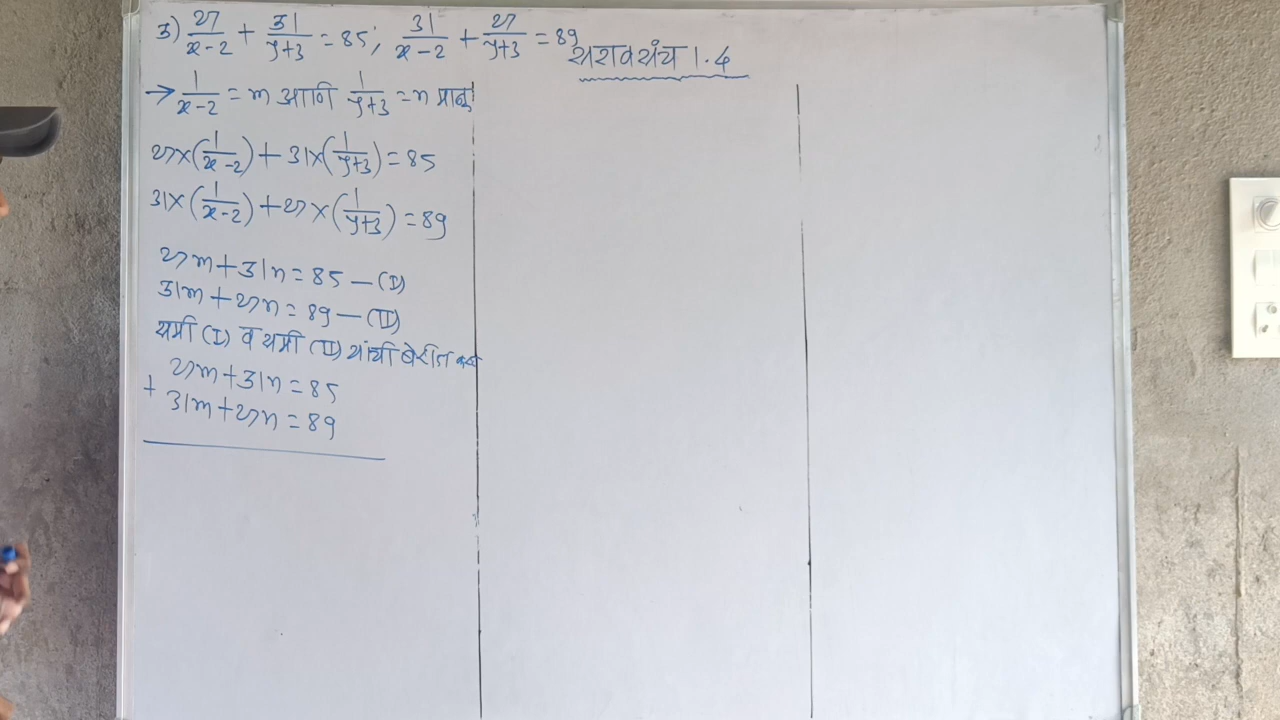 3) 27/(x-2) + 31/(y+3) = 85; 31/(x-2) + 27/(y+3) = 89
सरावसंच 1.4
→ 1/(x-2) = m आणि 1/(y+3) = n मानू
27×(1/(x-2)) + 31×(1/(y+3)) = 85
31×(1/(x-2)) + 27×(1/(y+3)) = 89
27m + 31n = 85 — (I)
31m + 27n = 89 — (II)
समी (I) व समी (II) यांची बेरीज करू
27m + 31n = 85
+ 31m + 27n = 89